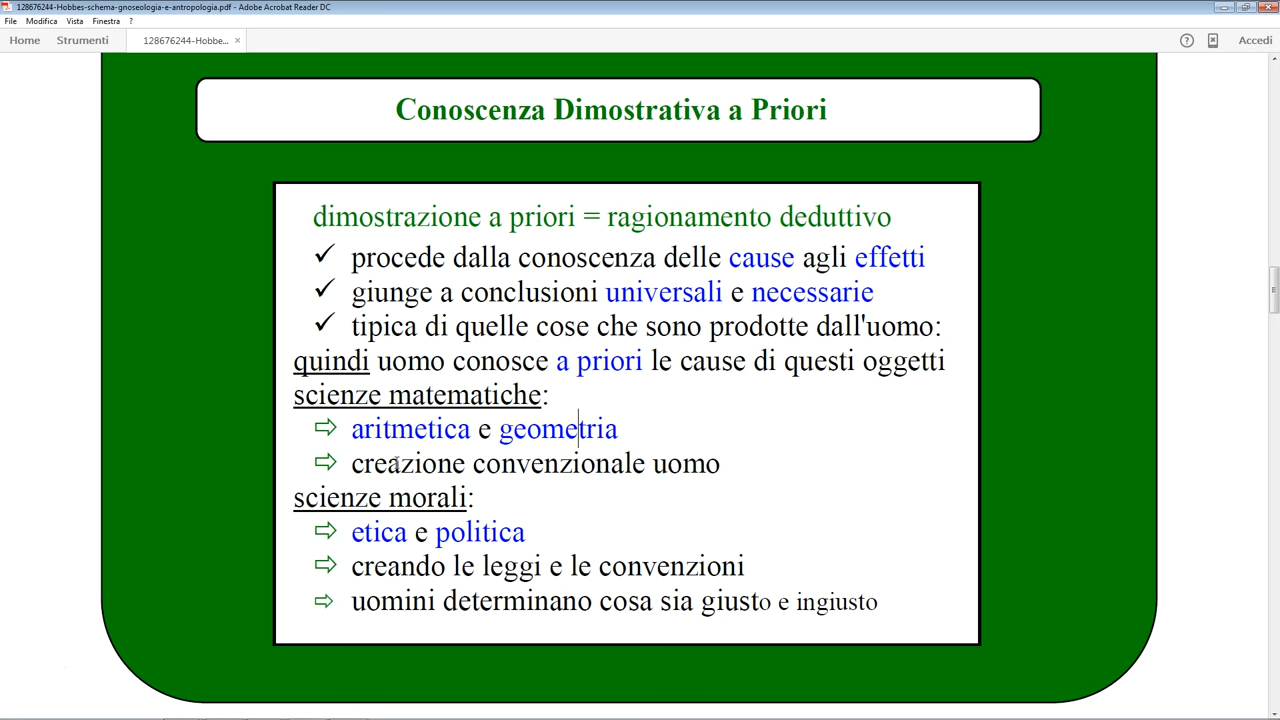 128676244-Hobbes-schema-gnoseologia-e-antropologia.pdf - Adobe Acrobat Reader DC
File Modifica Vista Finestra ?
Home Strumenti 128676244-Hobbe... × ? Accedi
Conoscenza Dimostrativa a Priori
dimostrazione a priori = ragionamento deduttivo
✓ procede dalla conoscenza delle cause agli effetti
✓ giunge a conclusioni universali e necessarie
✓ tipica di quelle cose che sono prodotte dall'uomo:
quindi uomo conosce a priori le cause di questi oggetti
scienze matematiche:
⇨ aritmetica e geometria
⇨ creazione convenzionale uomo
scienze morali:
⇨ etica e politica
⇨ creando le leggi e le convenzioni
⇨ uomini determinano cosa sia giusto e ingiusto